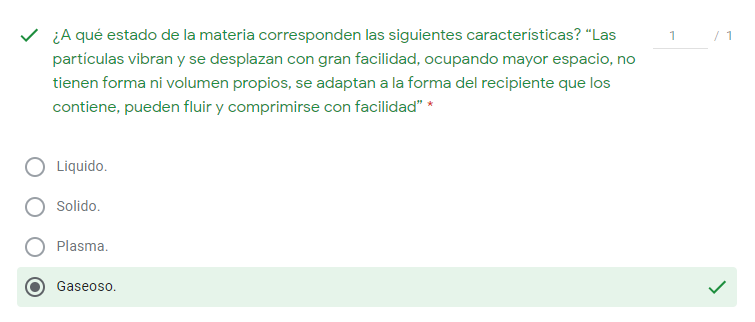 ¿A qué estado de la materia corresponden las siguientes características? “Las
1 / 1
partículas vibran y se desplazan con gran facilidad, ocupando mayor espacio, no
tienen forma ni volumen propios, se adaptan a la forma del recipiente que los
contiene, pueden fluir y comprimirse con facilidad” *
Liquido.
Solido.
Plasma.
Gaseoso.